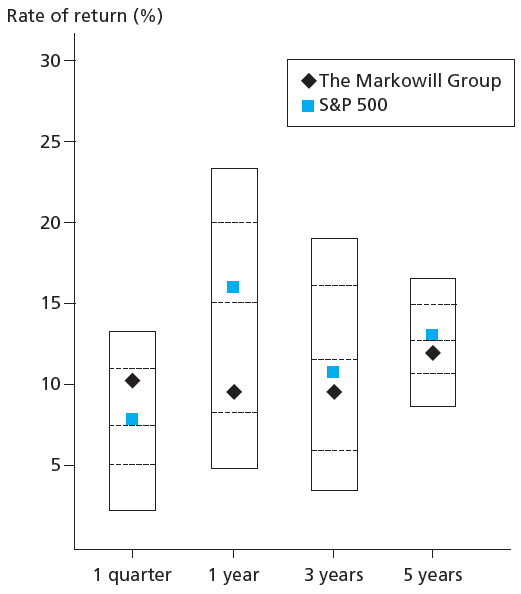 Rate of return (%)
30
The Markowill Group
S&P 500
25
20
15
10
5
1 quarter 1 year 3 years 5 years